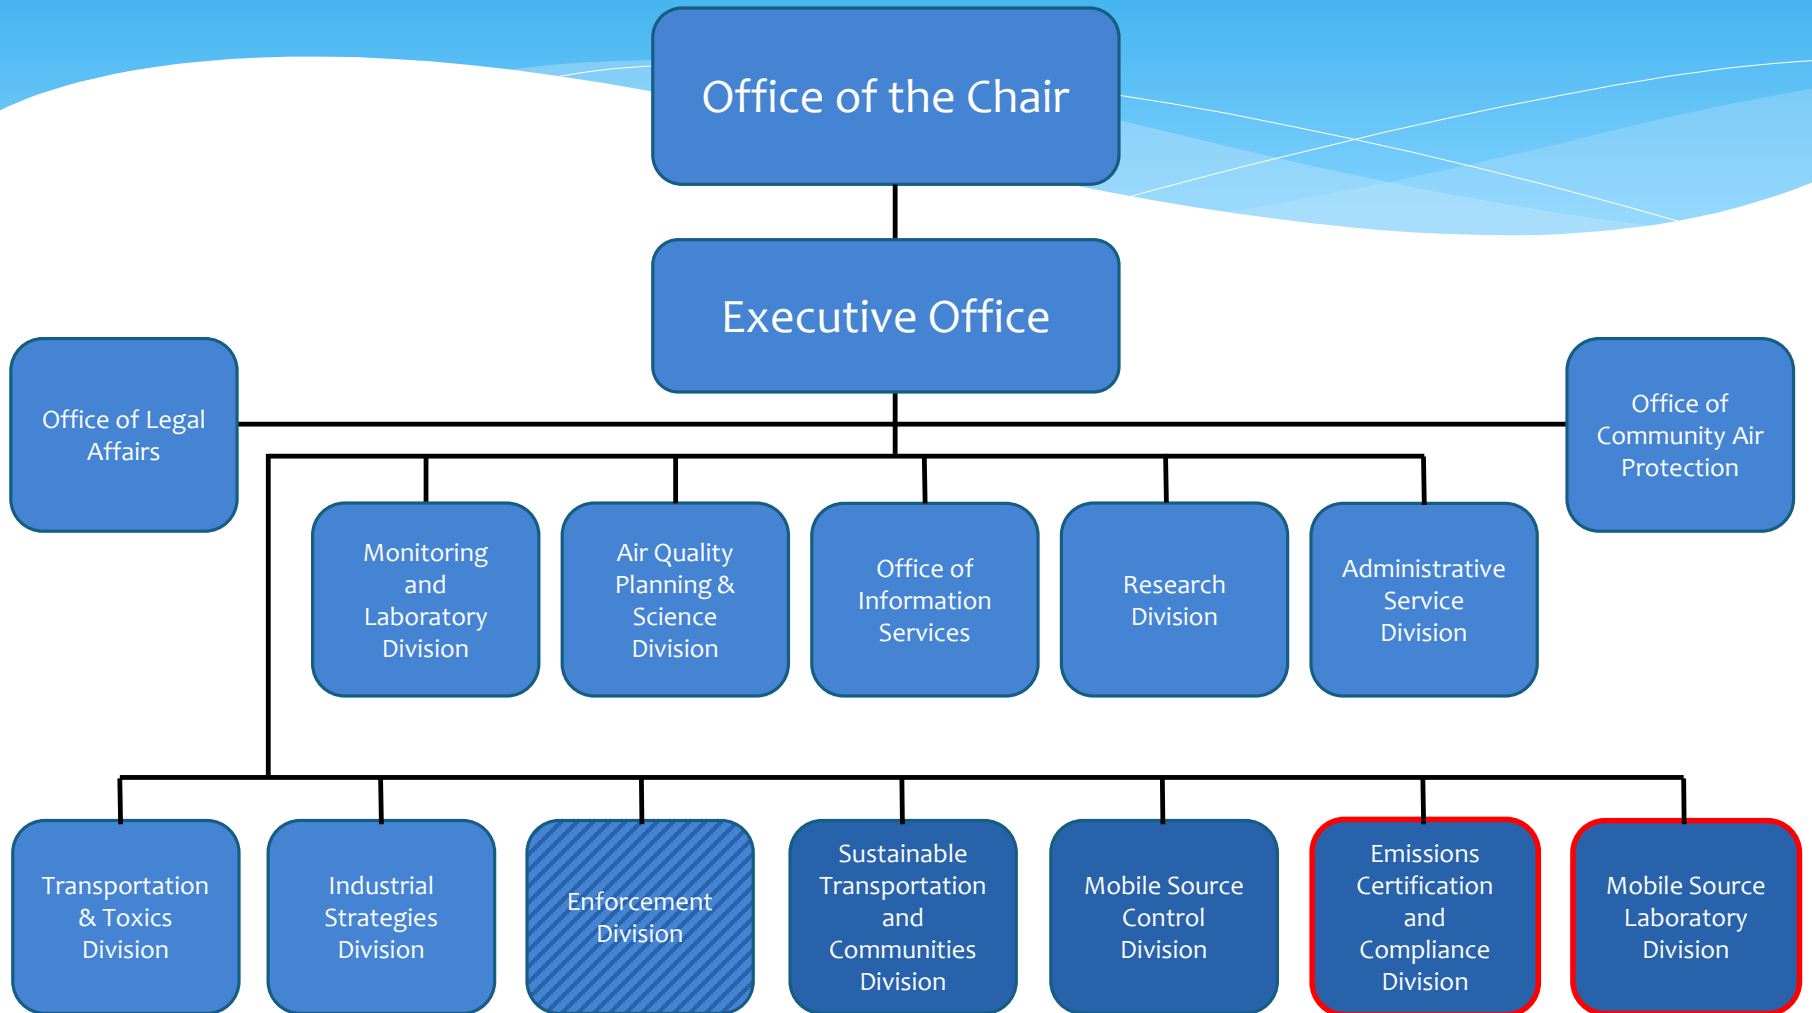 Office of the Chair
Executive Office
Office of Legal
Affairs
Office of
Community Air
Protection
Monitoring
and
Laboratory
Division
Air Quality
Planning &
Science
Division
Office of
Information
Services
Research
Division
Administrative
Service
Division
Transportation
& Toxics
Division
Industrial
Strategies
Division
Enforcement
Division
Sustainable
Transportation
and
Communities
Division
Mobile Source
Control
Division
Emissions
Certification
and
Compliance
Division
Mobile Source
Laboratory
Division